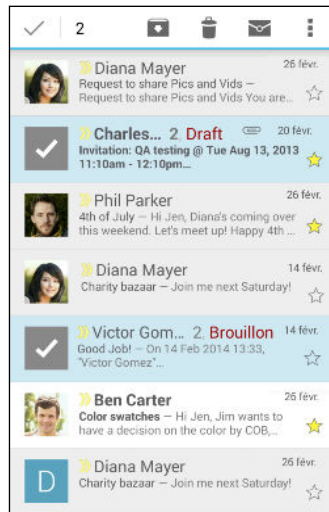 2
Diana Mayer 26 févr.
Request to share Pics and Vids —
Request to share Pics and Vids You are...
Charles... 2, Draft 20 févr.
Invitation: QA testing @ Tue Aug 13, 2013
11:10am - 12:10pm...
Phil Parker 26 févr.
4th of July — Hi Jen, Diana's coming over
this weekend. Let's meet up! Happy 4th ...
Diana Mayer 14 févr.
Charity bazaar — Join me next Saturday!
Victor Gom... 2, Brouillon 14 févr.
Good Job! — On 14 Feb 2014 13:33,
"Victor Gomez"...
Ben Carter 26 févr.
Color swatches — Hi Jen, Jim wants to
have a decision on the color by COB,...
D
Diana Mayer 26 févr.
Charity bazaar — Join me next Saturday!